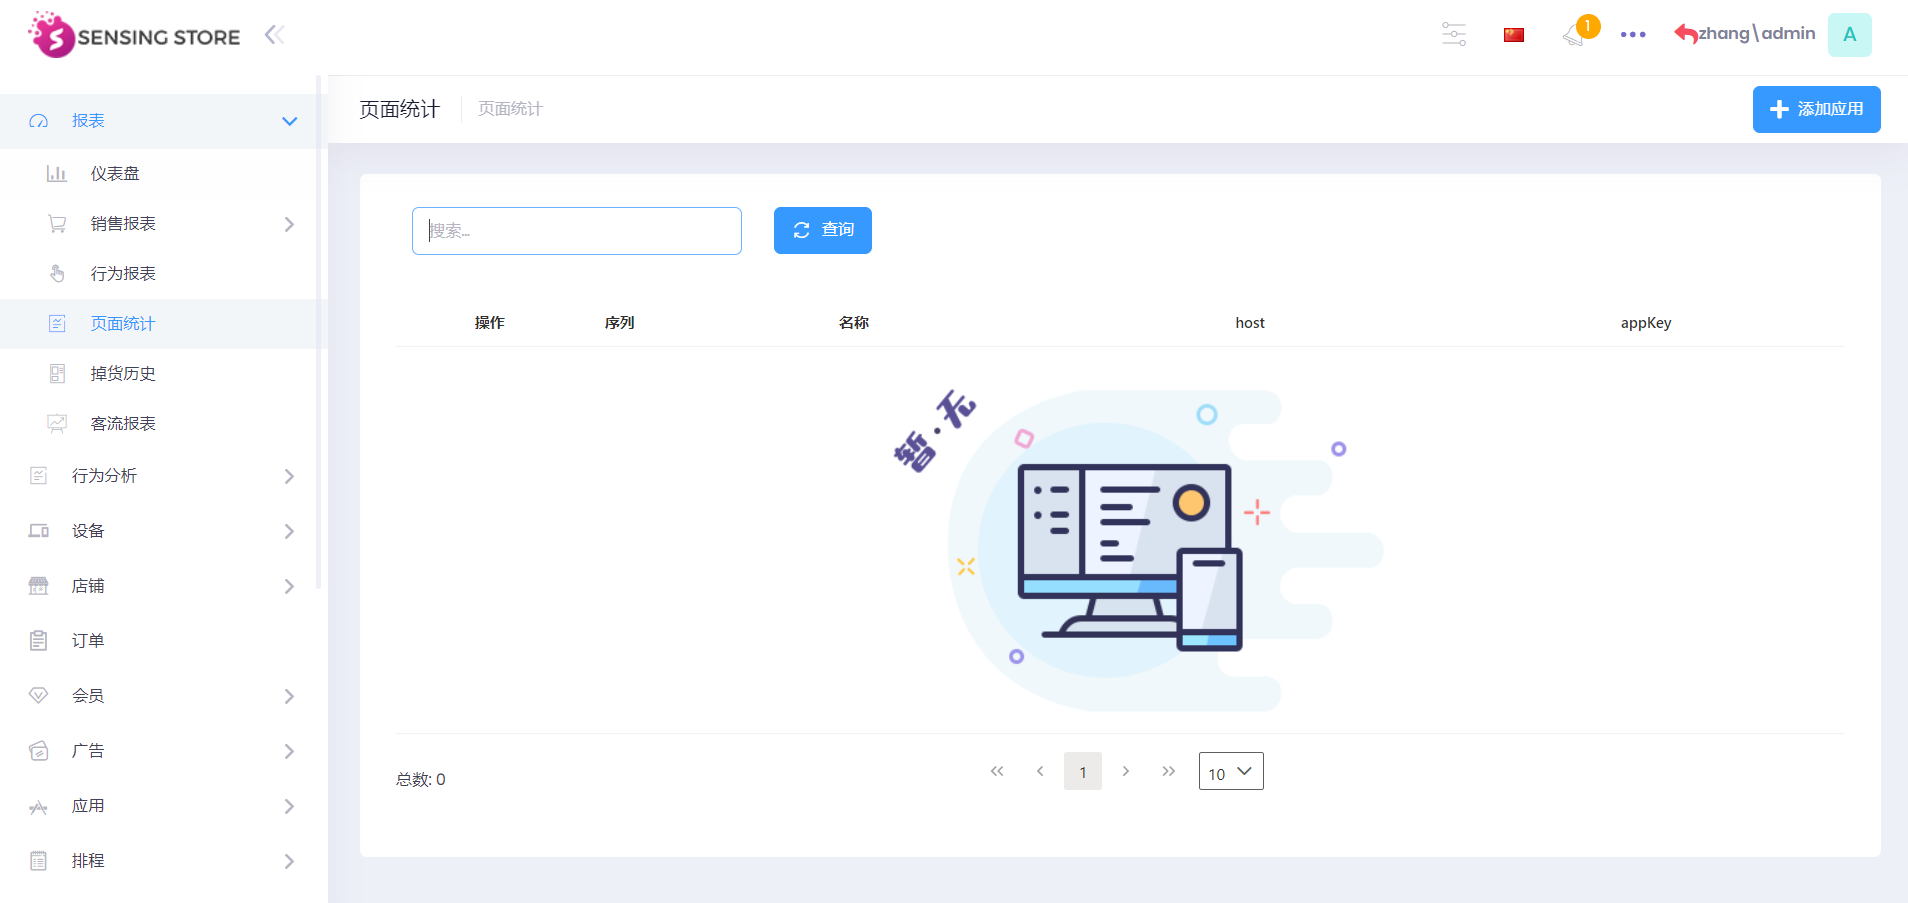 SENSING STORE
1
zhang\admin
A
报表
仪表盘
销售报表
行为报表
页面统计
掉货历史
客流报表
行为分析
设备
店铺
订单
会员
广告
应用
排程
页面统计
页面统计
添加应用
搜索...
查询
操作 序列 名称 host appKey
暂·无
总数: 0
1
10